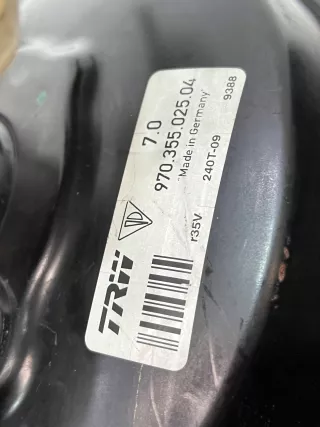 7.0
970.355.025.04
Made in Germany
240T-09
9388
TRW
r35V